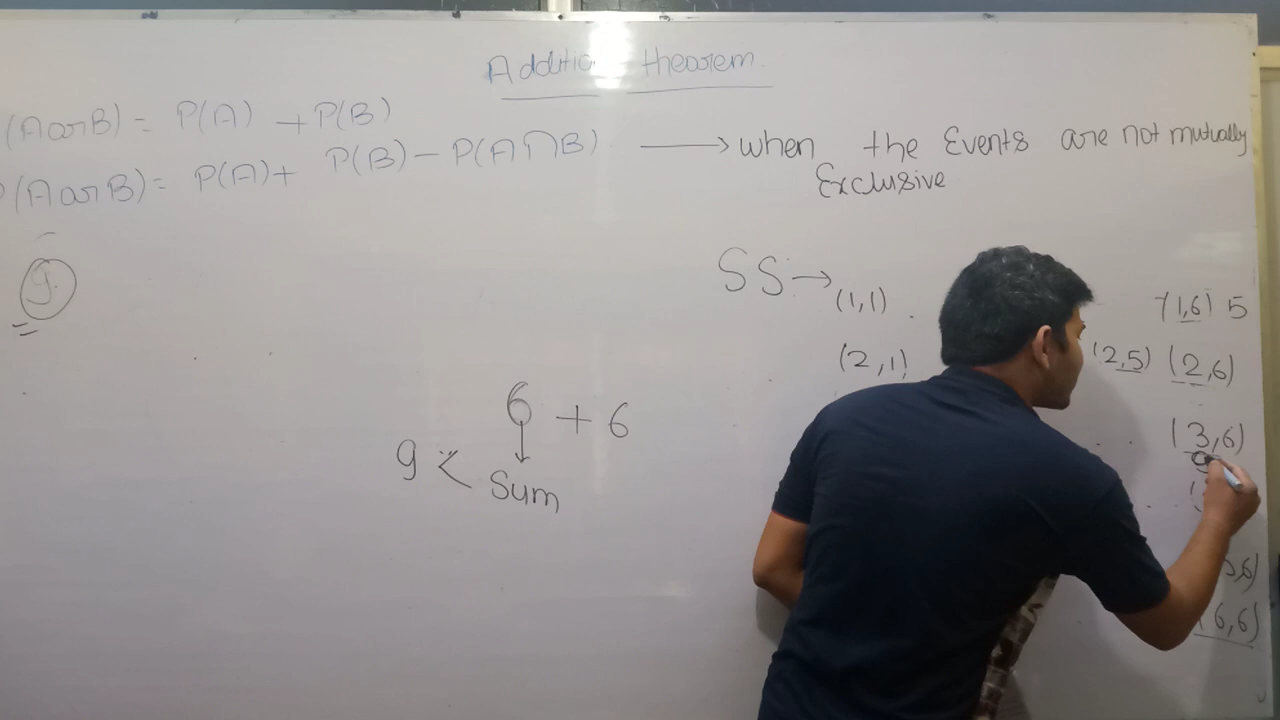 Addition theorem.
(A or B) = P(A) + P(B)
P(A or B) = P(A) + P(B) - P(A∩B) → when the Events are not mutually
Exclusive
9.
SS → (1,1) . (1,6) 5
(2,1) (2,5) (2,6)
6 + 6
(3,6)
9 < Sum
,6)
(6,6)